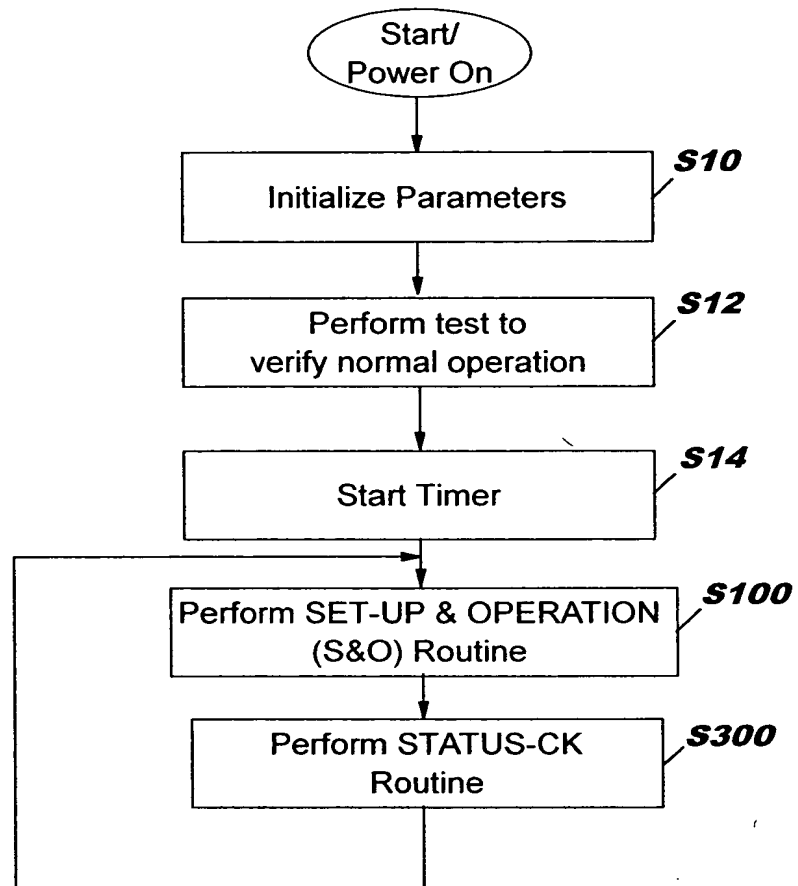 Start/
Power On
S10
Initialize Parameters
S12
Perform test to
verify normal operation
S14
Start Timer
S100
Perform SET-UP & OPERATION
(S&O) Routine
S300
Perform STATUS-CK
Routine